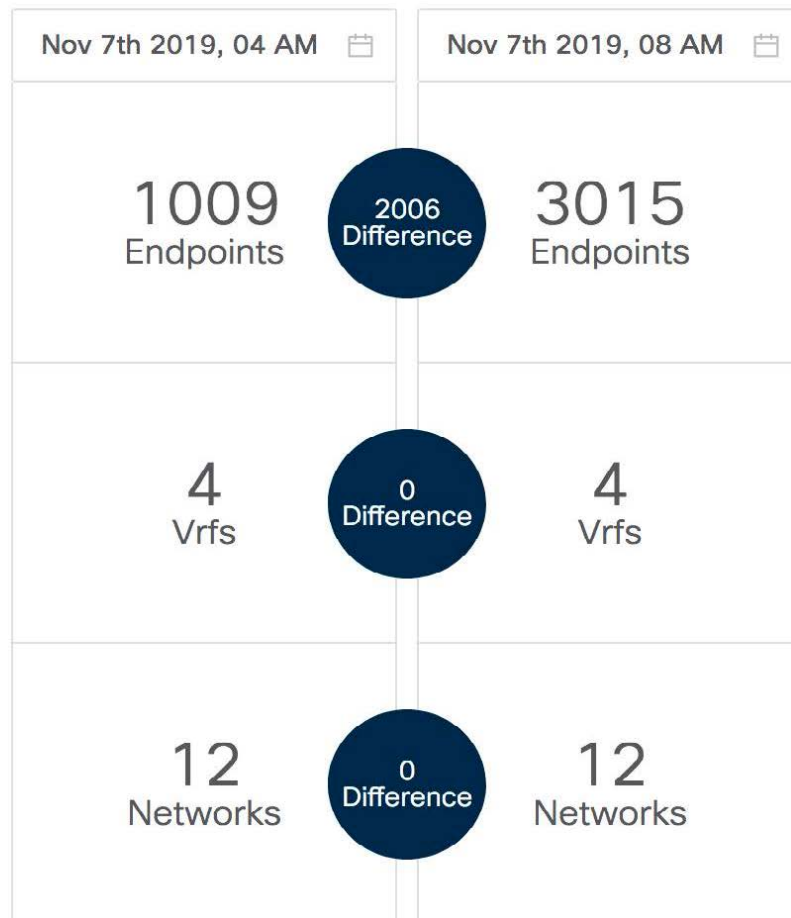 Nov 7th 2019, 04 AM
Nov 7th 2019, 08 AM
1009
Endpoints
2006
Difference
3015
Endpoints
4
Vrfs
0
Difference
4
Vrfs
12
Networks
0
Difference
12
Networks